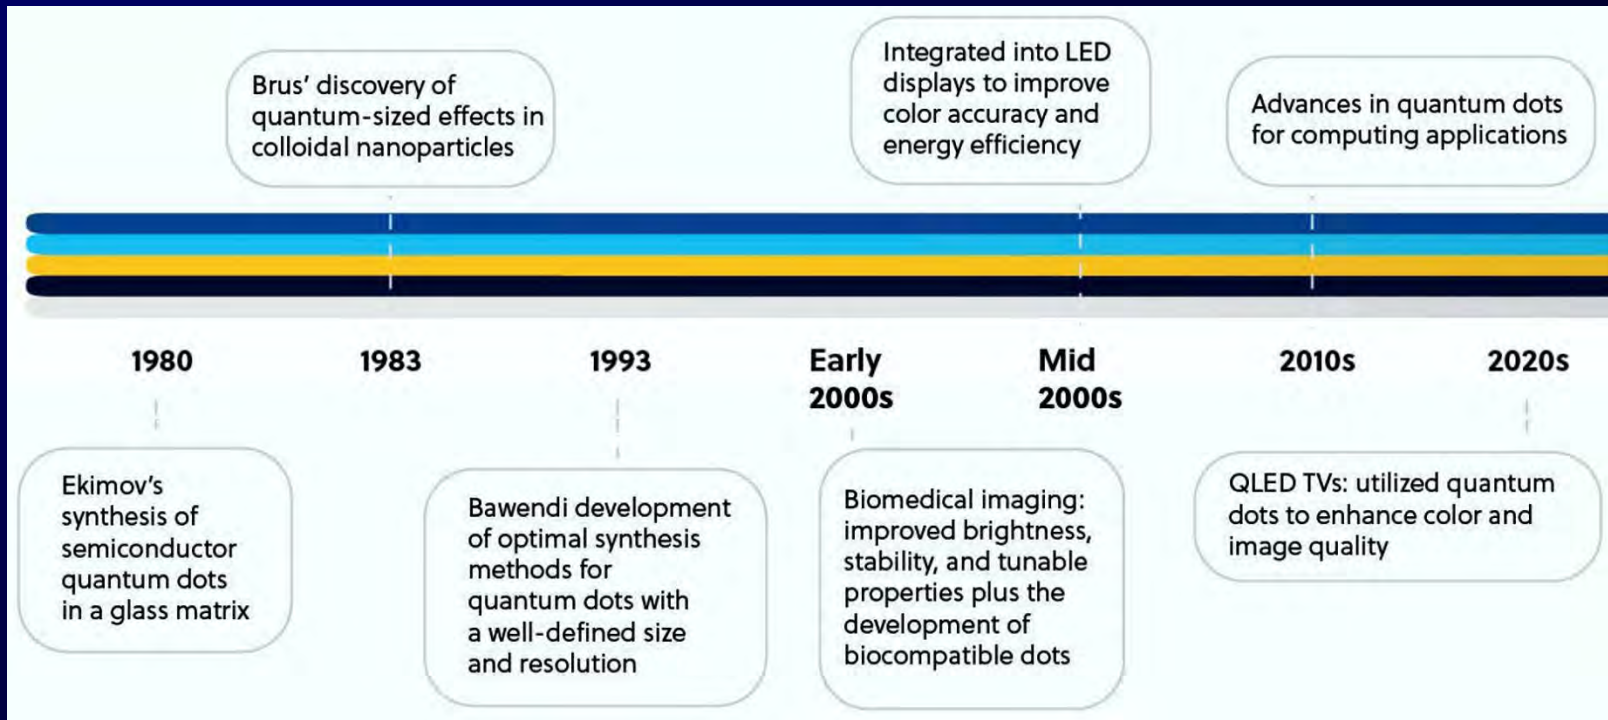 Brus’ discovery of
quantum-sized effects in
colloidal nanoparticles
Integrated into LED
displays to improve
color accuracy and
energy efficiency
Advances in quantum dots
for computing applications
1980
1983
1993
Early
2000s
Mid
2000s
2010s
2020s
Ekimov’s
synthesis of
semiconductor
quantum dots
in a glass matrix
Bawendi development
of optimal synthesis
methods for
quantum dots with
a well-defined size
and resolution
Biomedical imaging:
improved brightness,
stability, and tunable
properties plus the
development of
biocompatible dots
QLED TVs: utilized quantum
dots to enhance color and
image quality